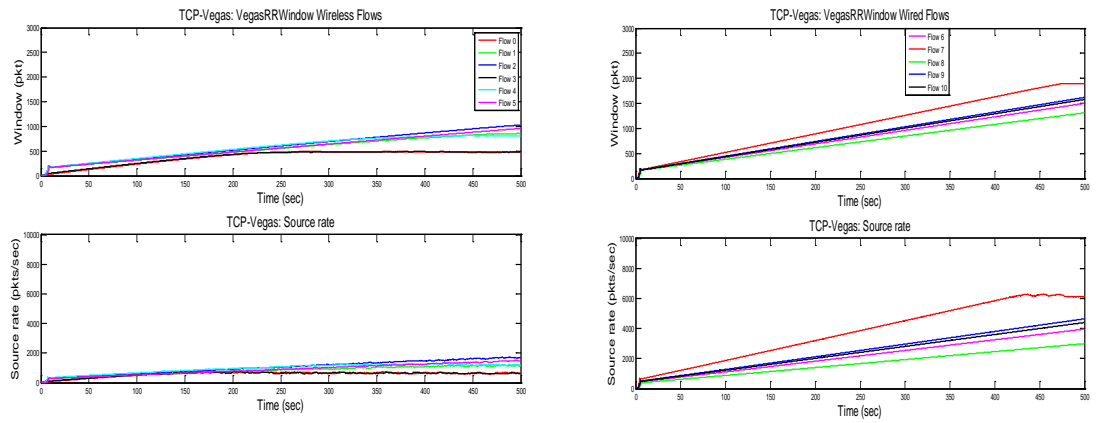 TCP-Vegas: VegasRRWindow Wireless Flows
Window (pkt)
3000
2500
2000
1500
1000
500
0
0 50 100 150 200 250 300 350 400 450 500
Time (sec)
Flow 0
Flow 1
Flow 2
Flow 3
Flow 4
Flow 5
TCP-Vegas: Source rate
Source rate (pkts/sec)
10000
8000
6000
4000
2000
0
0 50 100 150 200 250 300 350 400 450 500
Time (sec)
TCP-Vegas: VegasRRWindow Wired Flows
Window (pkt)
3000
2500
2000
1500
1000
500
0
0 50 100 150 200 250 300 350 400 450 500
Time (sec)
Flow 6
Flow 7
Flow 8
Flow 9
Flow 10
TCP-Vegas: Source rate
Source rate (pkts/sec)
10000
8000
6000
4000
2000
0
0 50 100 150 200 250 300 350 400 450 500
Time (sec)